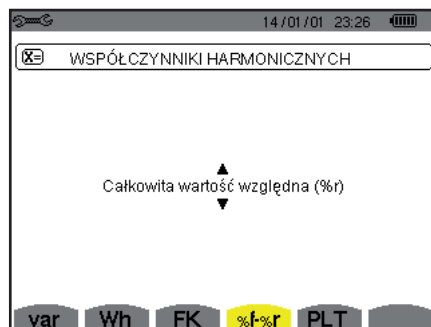 14/01/01 23:26
X= WSPÓŁCZYNNIKI HARMONICZNYCH
Całkowita wartość względna (%r)
var Wh FK %f-%r PLT